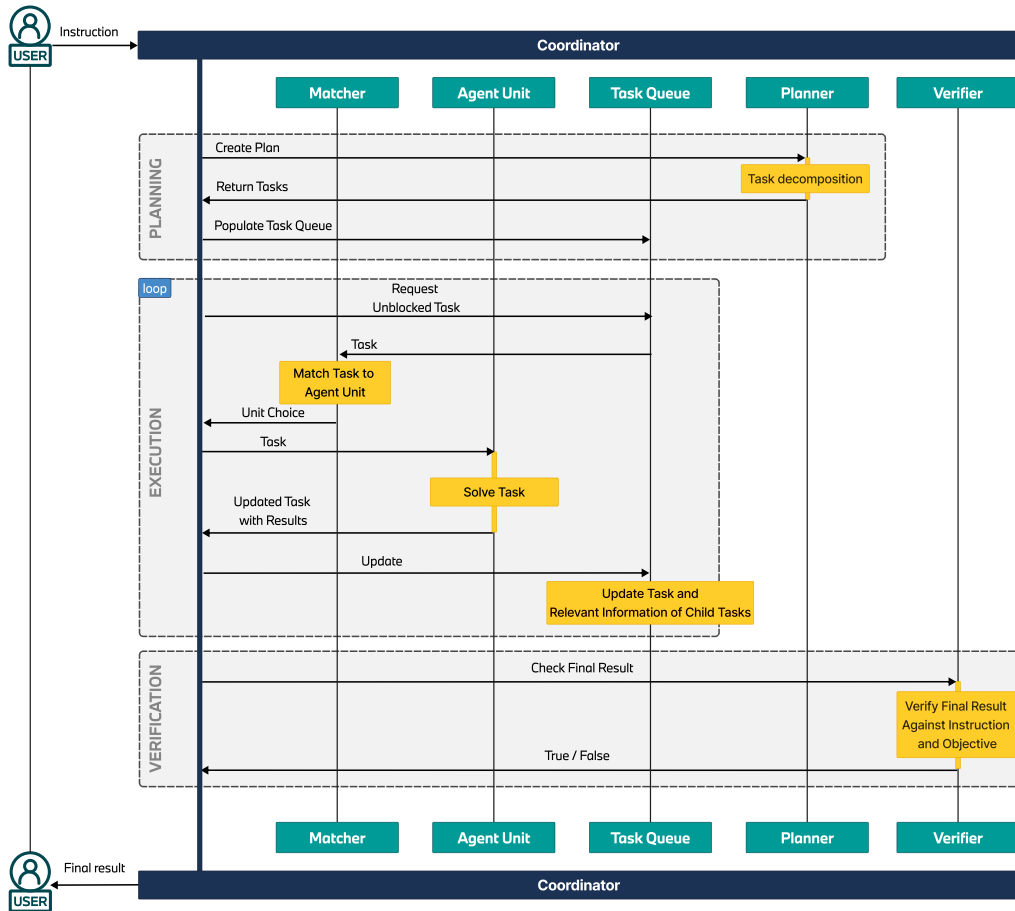 Instruction
USER
Coordinator
Matcher
Agent Unit
Task Queue
Planner
Verifier
PLANNING
Create Plan
Task decomposition
Return Tasks
Populate Task Queue
loop
EXECUTION
Request
Unblocked Task
Task
Match Task to
Agent Unit
Unit Choice
Task
Solve Task
Updated Task
with Results
Update
Update Task and
Relevant Information of Child Tasks
VERIFICATION
Check Final Result
Verify Final Result
Against Instruction
and Objective
True / False
Matcher
Agent Unit
Task Queue
Planner
Verifier
Final result
USER
Coordinator